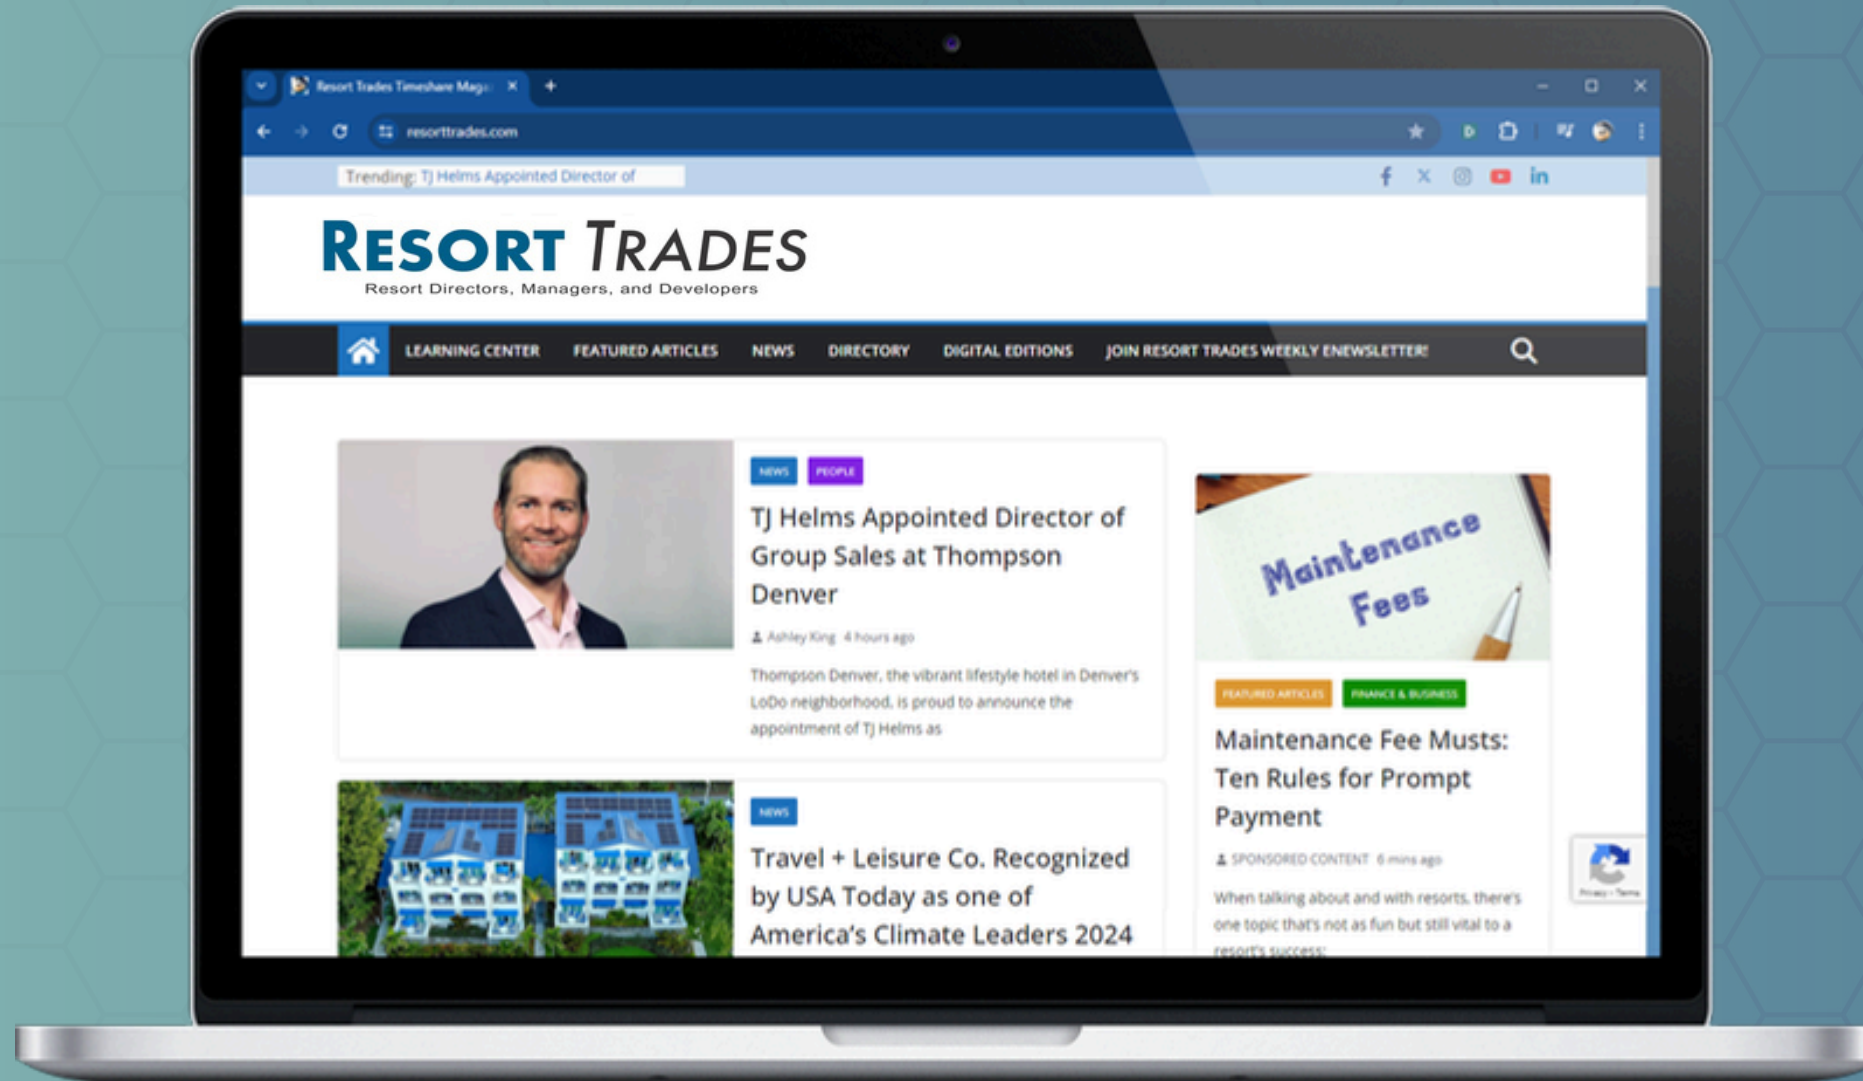 Resort Trades Timeshare Maga
resorttrades.com
Trending: TJ Helms Appointed Director of
RESORT TRADES
Resort Directors, Managers, and Developers
LEARNING CENTER FEATURED ARTICLES NEWS DIRECTORY DIGITAL EDITIONS JOIN RESORT TRADES WEEKLY ENEWSLETTER!
NEWS PEOPLE
TJ Helms Appointed Director of
Group Sales at Thompson
Denver
Ashley King 4 hours ago
Thompson Denver, the vibrant lifestyle hotel in Denver's
LoDo neighborhood, is proud to announce the
appointment of TJ Helms as
NEWS
Travel + Leisure Co. Recognized
by USA Today as one of
America's Climate Leaders 2024
Maintenance
Fees
FEATURED ARTICLES FINANCE & BUSINESS
Maintenance Fee Musts:
Ten Rules for Prompt
Payment
SPONSORED CONTENT 6 mins ago
When talking about and with resorts, there's
one topic that's not as fun but still vital to a
resort's success:
Privacy - Terms